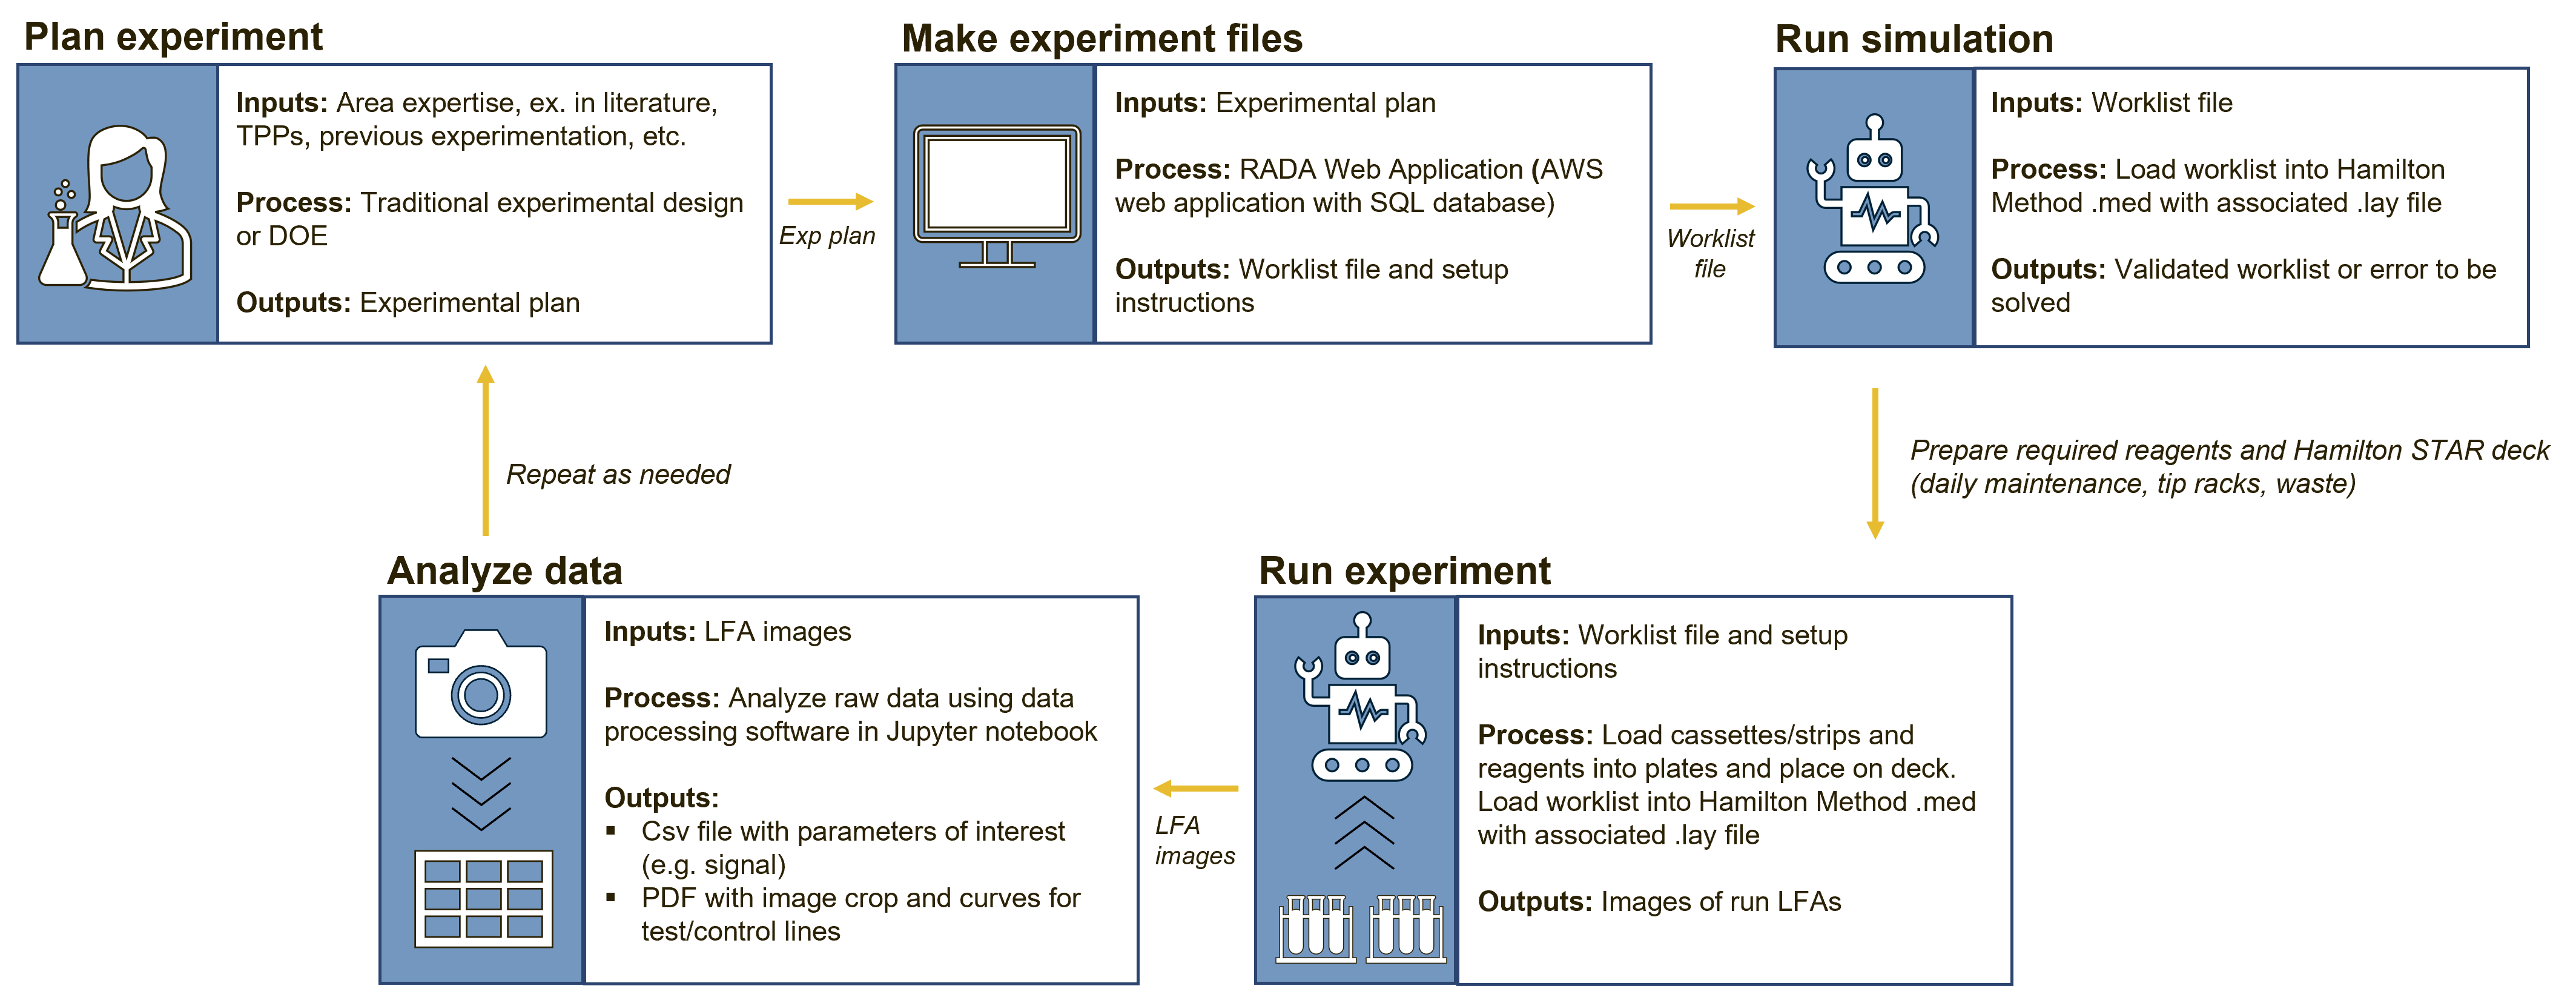 Plan experiment
Inputs: Area expertise, ex. in literature,
TPPs, previous experimentation, etc.
Process: Traditional experimental design
or DOE
Outputs: Experimental plan
Exp plan
Make experiment files
Inputs: Experimental plan
Process: RADA Web Application (AWS
web application with SQL database)
Outputs: Worklist file and setup
instructions
Worklist
file
Run simulation
Inputs: Worklist file
Process: Load worklist into Hamilton
Method .med with associated .lay file
Outputs: Validated worklist or error to be
solved
Prepare required reagents and Hamilton STAR deck
(daily maintenance, tip racks, waste)
Run experiment
Inputs: Worklist file and setup
instructions
Process: Load cassettes/strips and
reagents into plates and place on deck.
Load worklist into Hamilton Method .med
with associated .lay file
Outputs: Images of run LFAs
LFA
images
Analyze data
Inputs: LFA images
Process: Analyze raw data using data
processing software in Jupyter notebook
Outputs:
▪ Csv file with parameters of interest
(e.g. signal)
▪ PDF with image crop and curves for
test/control lines
Repeat as needed